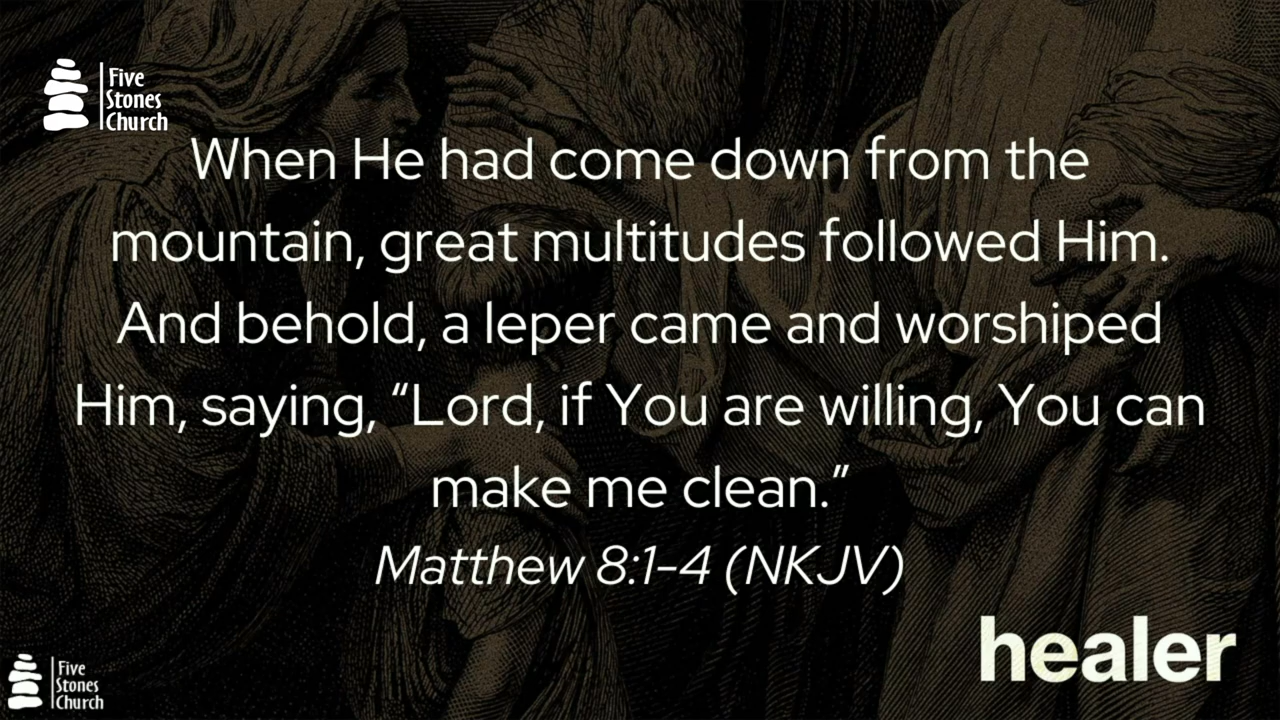 Five
Stones
Church
When He had come down from the
mountain, great multitudes followed Him.
And behold, a leper came and worshiped
Him, saying, “Lord, if You are willing, You can
make me clean.”
Matthew 8:1-4 (NKJV)
healer
Five
Stones
Church